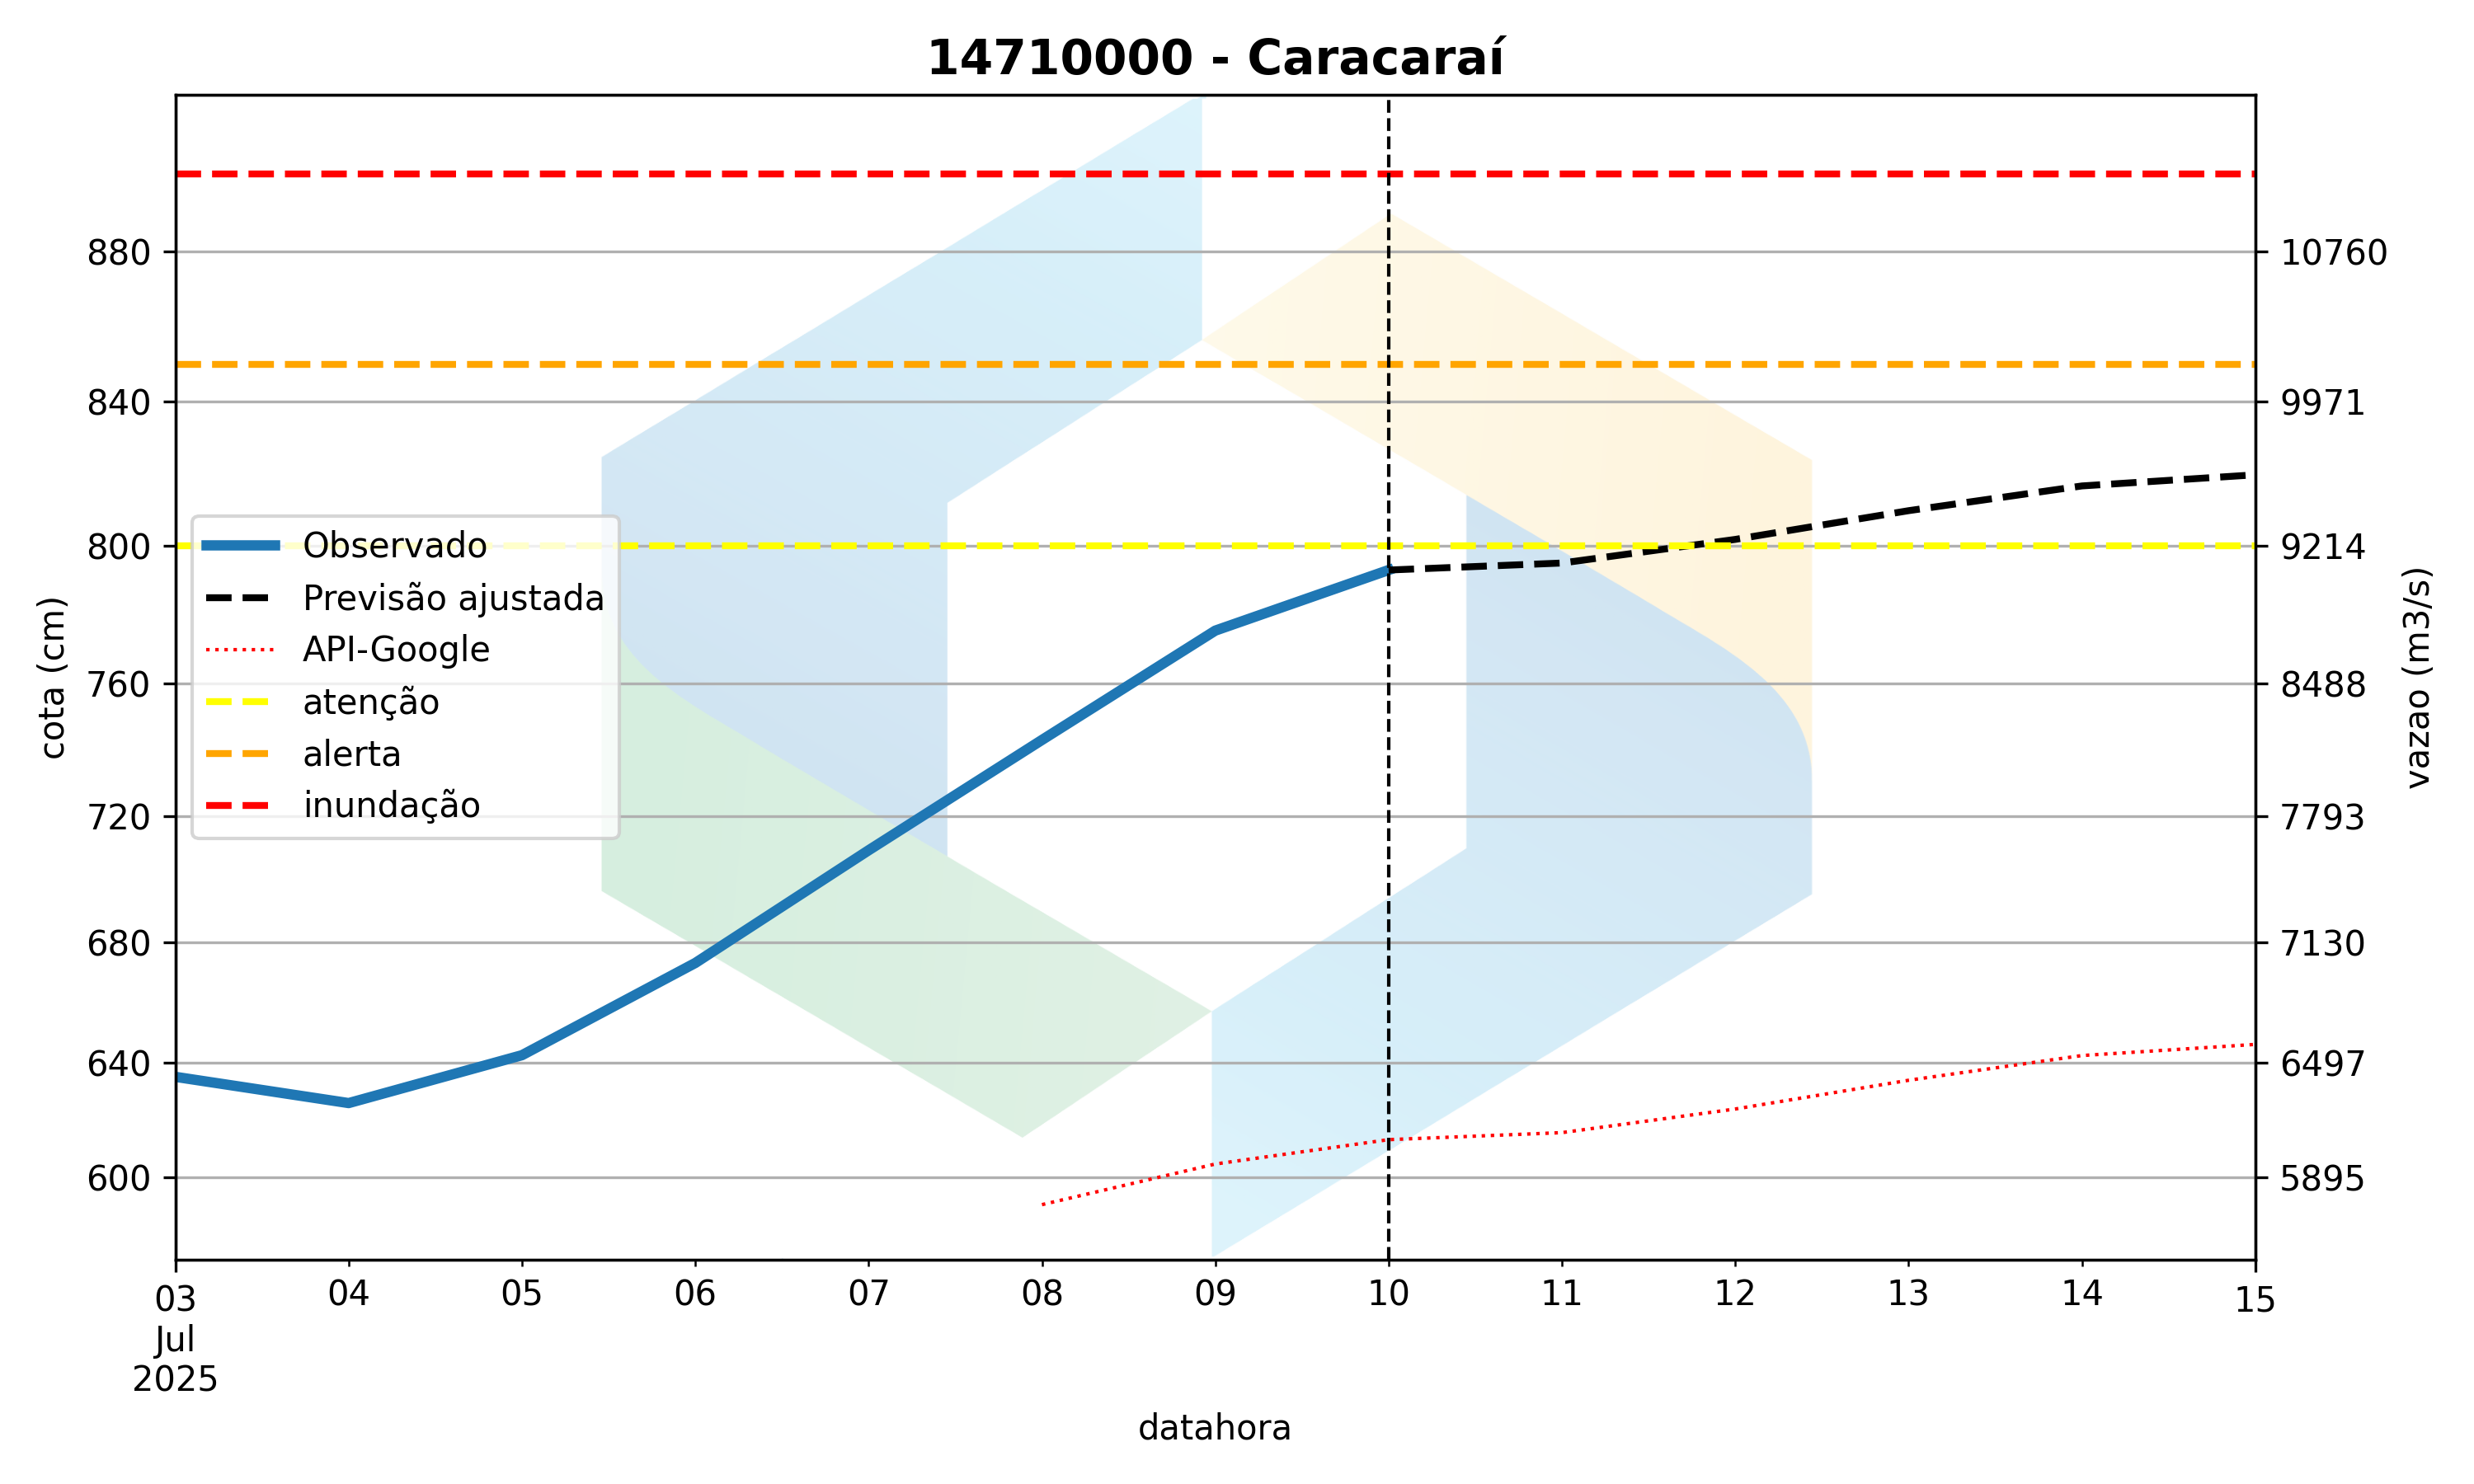 14710000 - Caracaraí
cota (cm)
880
840
800
760
720
680
640
600
Observado
Previsão ajustada
API-Google
atenção
alerta
inundação
10760
9971
9214
8488
7793
7130
6497
5895
vazao (m3/s)
03 04 05 06 07 08 09 10 11 12 13 14 15
Jul
2025
datahora